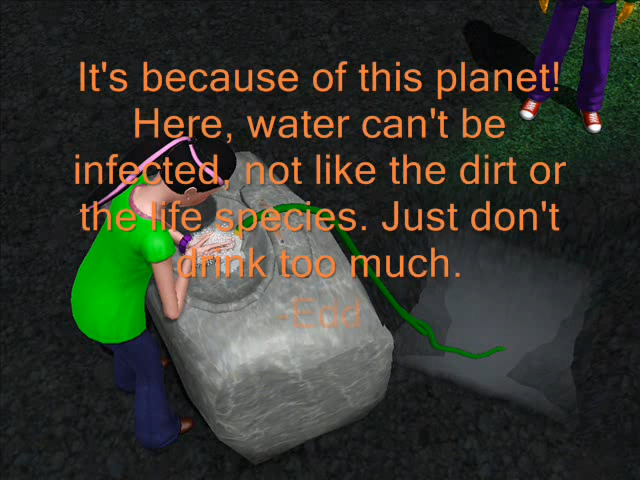 It's because of this planet!
Here, water can't be
infected, not like the dirt or
the life species. Just don't
drink too much.
-Edd